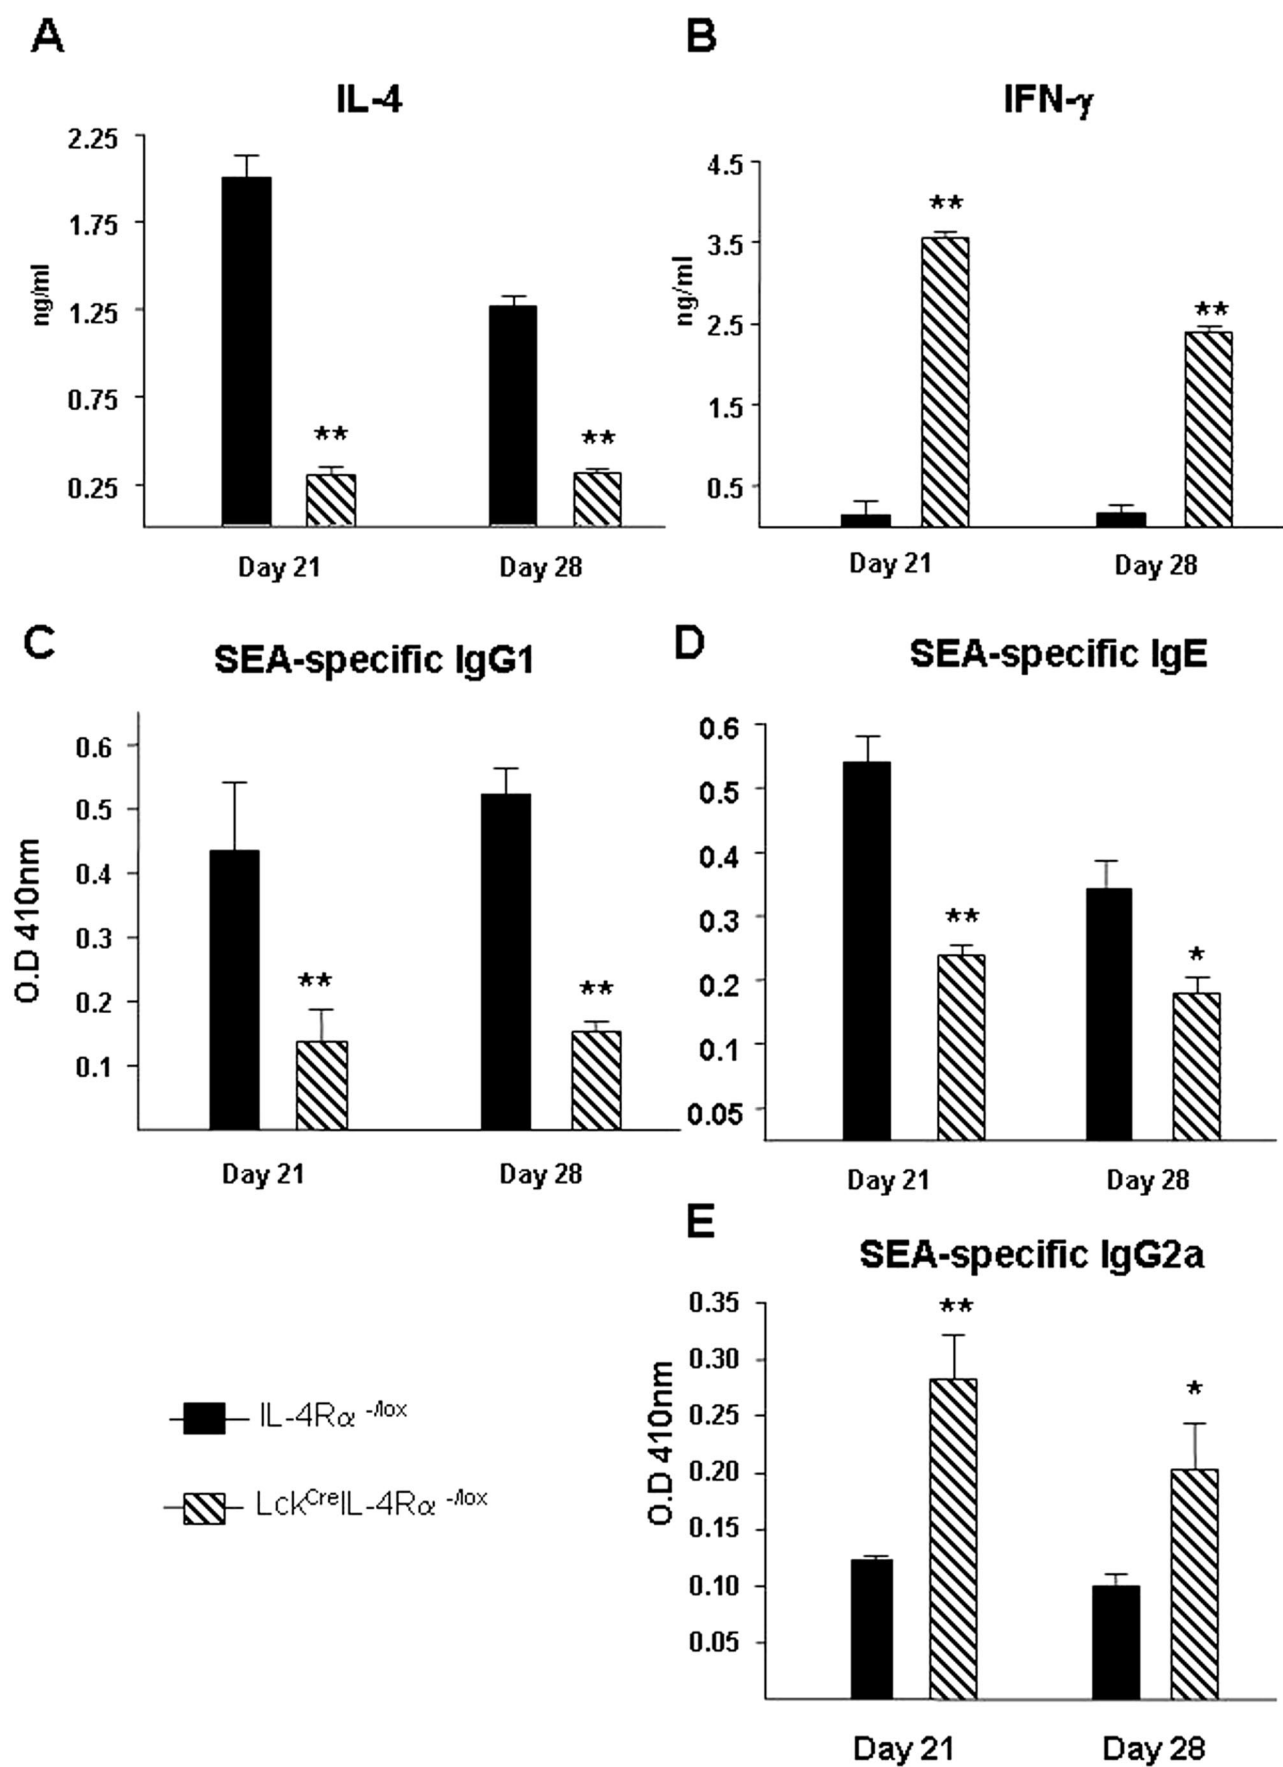 A
IL-4
2.25
1.75
1.25
0.75
0.25
ng/ml
**
**
Day 21
Day 28
B
IFN-γ
4.5
3.5
2.5
1.5
0.5
ng/ml
**
**
Day 21
Day 28
C
SEA-specific IgG1
0.6
0.5
0.4
0.3
0.2
0.1
O.D 410nm
**
**
Day 21
Day 28
D
SEA-specific IgE
0.6
0.5
0.4
0.3
0.2
0.1
0.05
**
*
Day 21
Day 28
E
SEA-specific IgG2a
0.35
0.30
0.25
0.20
0.15
0.10
0.05
O.D 410nm
**
*
Day 21
Day 28
IL-4Rα -/lox
LckCreIL-4Rα -/lox